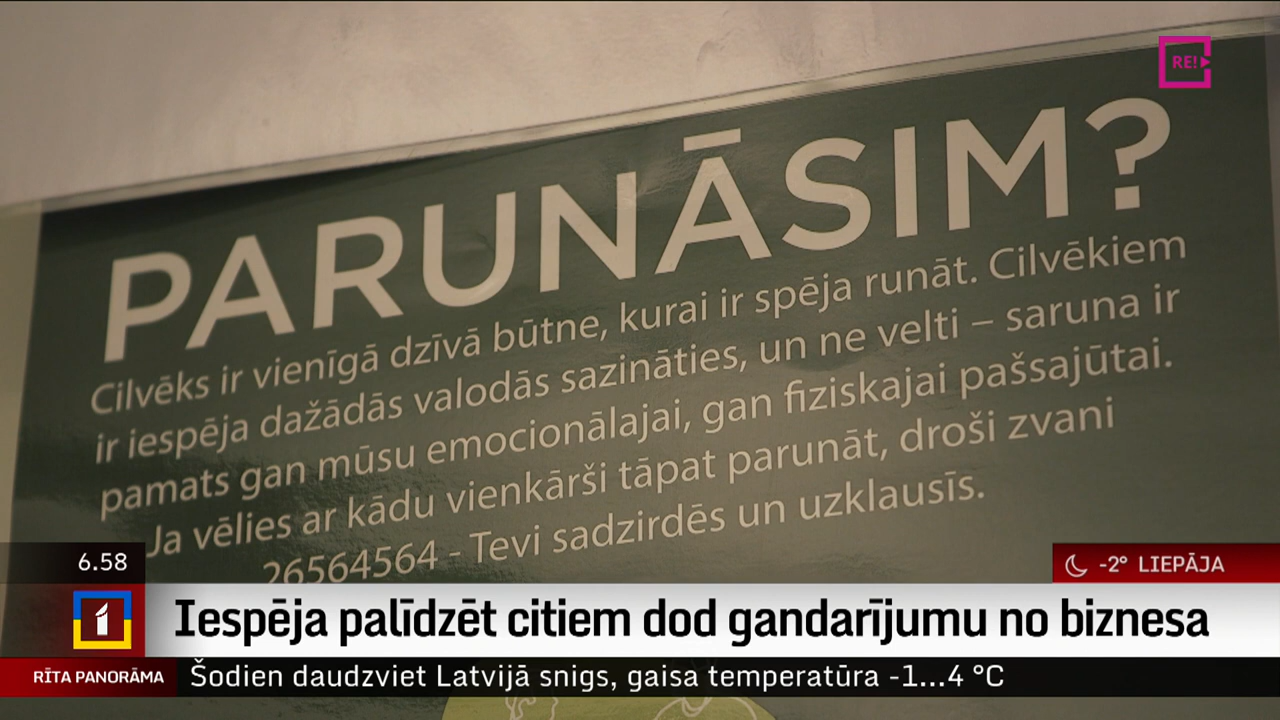 RE!
PARUNĀSIM?
Cilvēks ir vienīgā dzīvā būtne, kurai ir spēja runāt. Cilvēkiem
ir iespēja dažādās valodās sazināties, un ne velti – saruna ir
pamats gan mūsu emocionālajai, gan fiziskajai pašsajūtai.
Ja vēlies ar kādu vienkārši tāpat parunāt, droši zvani
26564564 - Tevi sadzirdēs un uzklausīs.
6.58
-2° LIEPĀJA
1
Iespēja palīdzēt citiem dod gandarījumu no biznesa
RĪTA PANORĀMA
Šodien daudzviet Latvijā snigs, gaisa temperatūra -1...4 °C